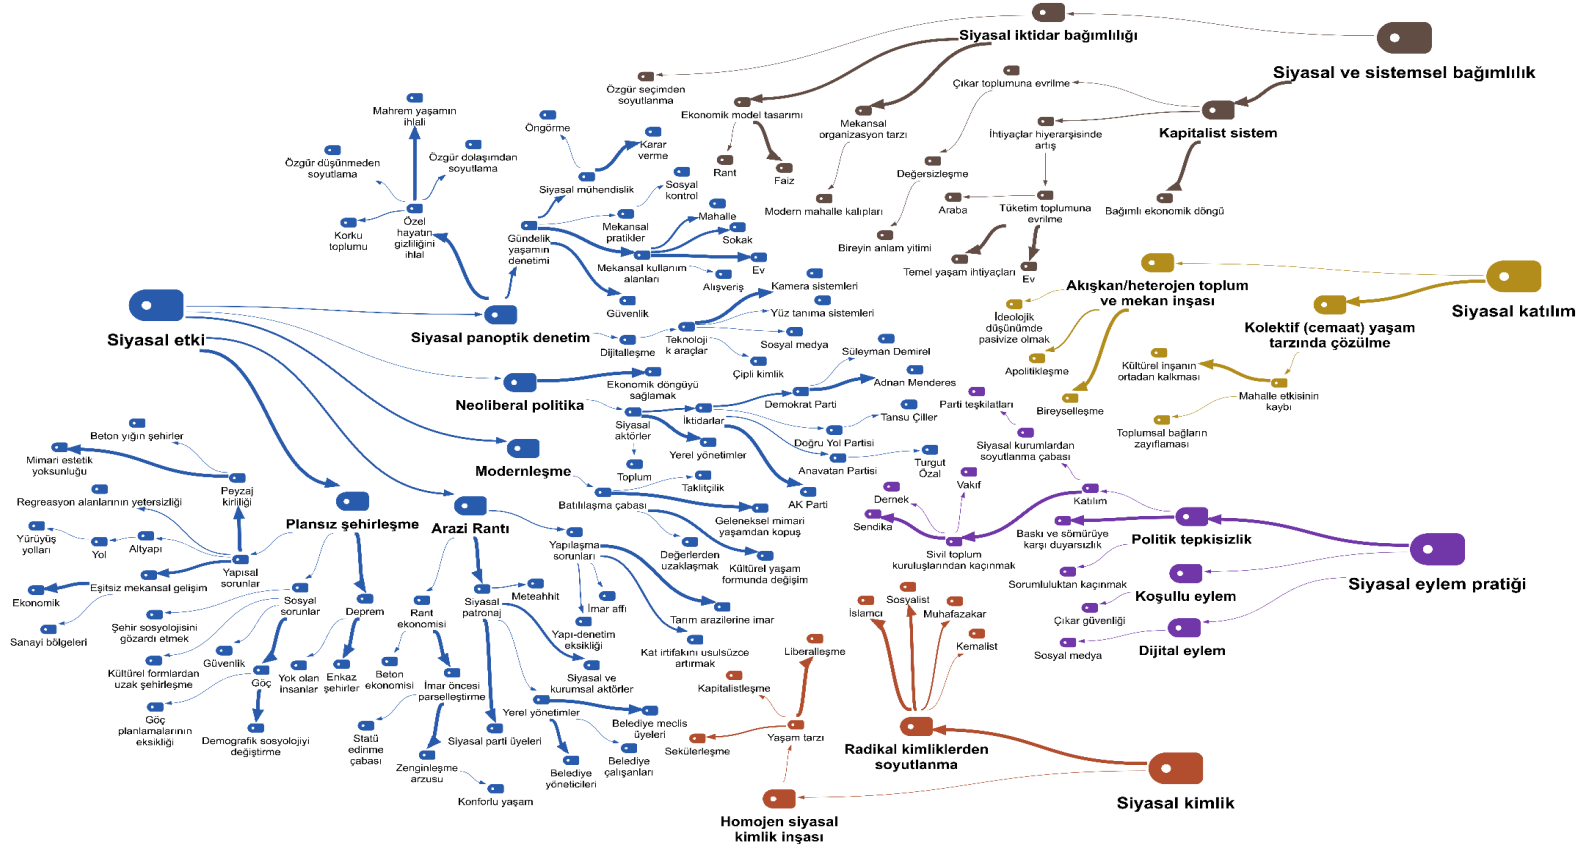 Siyasal iktidar bağımlılığı
Siyasal ve sistemsel bağımlılık
Özgür seçimden
soyutlanma
Çıkar toplumuna evrilme
Ekonomik model tasarımı
Mekansal
organizasyon tarzı
İhtiyaçlar hiyerarşisinde
artış
Kapitalist sistem
Rant
Faiz
Değersizleşme
Modern mahalle kalıpları
Araba
Tüketim toplumuna
evrilme
Bağımlı ekonomik döngü
Bireyin anlam yitimi
Temel yaşam ihtiyaçları
Ev
Mahrem yaşamın
ihlali
Öngörme
Karar
verme
Özgür düşünmeden
soyutlama
Özgür dolaşımdan
soyutlama
Siyasal mühendislik
Sosyal
kontrol
Korku
toplumu
Özel
hayatın
gizliliğini
ihlal
Gündelik
yaşamın
denetimi
Mekansal
pratikler
Mahalle
Sokak
Mekansal kullanım
alanları
Ev
Alışveriş
Güvenlik
Kamera sistemleri
Yüz tanıma sistemleri
Siyasal etki
Siyasal panoptik denetim
Dijitalleşme
Teknoloji
k araçlar
Sosyal medya
Çipli kimlik
Akışkan/heterojen toplum
ve mekan inşası
Siyasal katılım
İdeolojik
düşünümde
pasivize olmak
Kolektif (cemaat) yaşam
tarzında çözülme
Apolitikleşme
Kültürel inşanın
ortadan kalkması
Mahalle etkisinin
kaybı
Bireyselleşme
Toplumsal bağların
zayıflaması
Neoliberal politika
Ekonomik döngüyü
sağlamak
Süleyman Demirel
Adnan Menderes
Demokrat Parti
Siyasal
aktörler
İktidarlar
Tansu Çiller
Doğru Yol Partisi
Yerel yönetimler
Anavatan Partisi
Turgut
Özal
Toplum
AK Parti
Modernleşme
Taklitçilik
Batılılaşma çabası
Geleneksel mimari
yaşamdan kopuş
Değerlerden
uzaklaşmak
Kültürel yaşam
formunda değişim
Parti teşkilatları
Siyasal kurumlardan
soyutlanma çabası
Vakıf
Dernek
Sendika
Katılım
Sivil toplum
kuruluşlarından kaçınmak
Baskı ve sömürüye
karşı duyarsızlık
Politik tepkisizlik
Sorumluluktan kaçınmak
Siyasal eylem pratiği
Koşullu eylem
Çıkar güvenliği
Dijital eylem
Sosyal medya
Beton yığın şehirler
Mimari estetik
yoksunluğu
Peyzaj
kirliliği
Regreasyon alanlarının yetersizliği
Yürüyüş
yolları
Yol
Altyapı
Plansız şehirleşme
Yapısal
sorunlar
Eşitsiz mekansal gelişim
Ekonomik
Sanayi bölgeleri
Sosyal
sorunlar
Şehir sosyolojisini
gözardı etmek
Kültürel formlardan
uzak şehirleşme
Güvenlik
Göç
Göç
planlamalarının
eksikliği
Demografik sosyolojiyi
değiştirme
Deprem
Yok olan
insanlar
Enkaz
şehirler
Arazi Rantı
Yapılaşma
sorunları
Rant
ekonomisi
Siyasal
patronaj
Meteahhit
İmar affı
Yapı-denetim
eksikliği
Tarım arazilerine imar
Kat irtifakını usulsüzce
artırmak
Beton
ekonomisi
İmar öncesi
parselleştirme
Siyasal ve
kurumsal aktörler
Statü
edinme
çabası
Zenginleşme
arzusu
Konforlu yaşam
Siyasal parti üyeleri
Yerel yönetimler
Belediye meclis
üyeleri
Belediye
yöneticileri
Belediye
çalışanları
İslamcı
Sosyalist
Muhafazakar
Kemalist
Liberalleşme
Kapitalistleşme
Sekülerleşme
Yaşam tarzı
Radikal kimliklerden
soyutlanma
Siyasal kimlik
Homojen siyasal
kimlik inşası